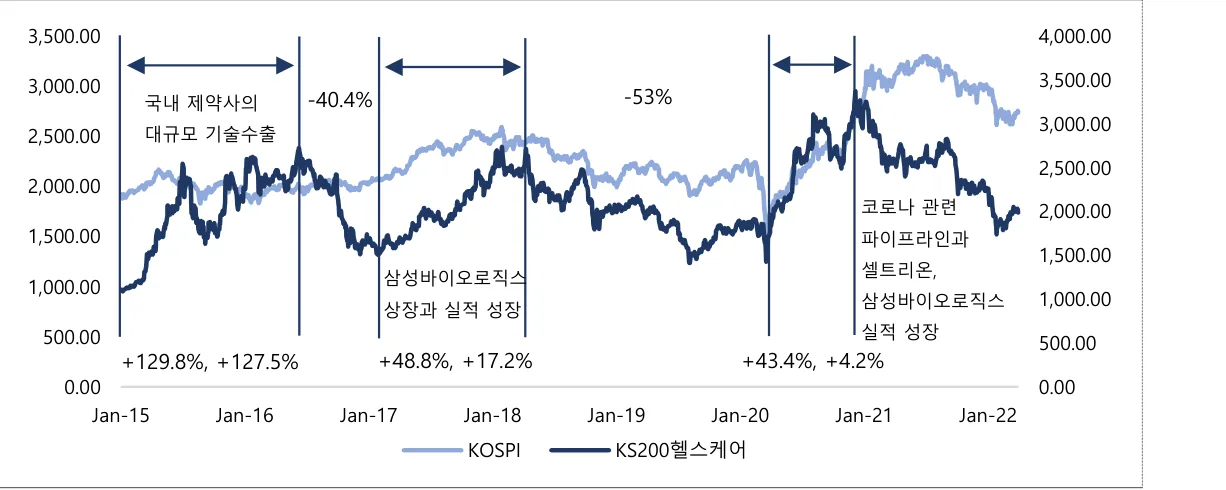 3,500.00
3,000.00
2,500.00
2,000.00
1,500.00
1,000.00
500.00
0.00
4,000.00
3,500.00
3,000.00
2,500.00
2,000.00
1,500.00
1,000.00
500.00
0.00
국내 제약사의
대규모 기술수출
-40.4%
-53%
삼성바이오로직스
상장과 실적 성장
코로나 관련
파이프라인과
셀트리온,
삼성바이오로직스
실적 성장
+129.8%, +127.5%
+48.8%, +17.2%
+43.4%, +4.2%
Jan-15 Jan-16 Jan-17 Jan-18 Jan-19 Jan-20 Jan-21 Jan-22
KOSPI KS200헬스케어